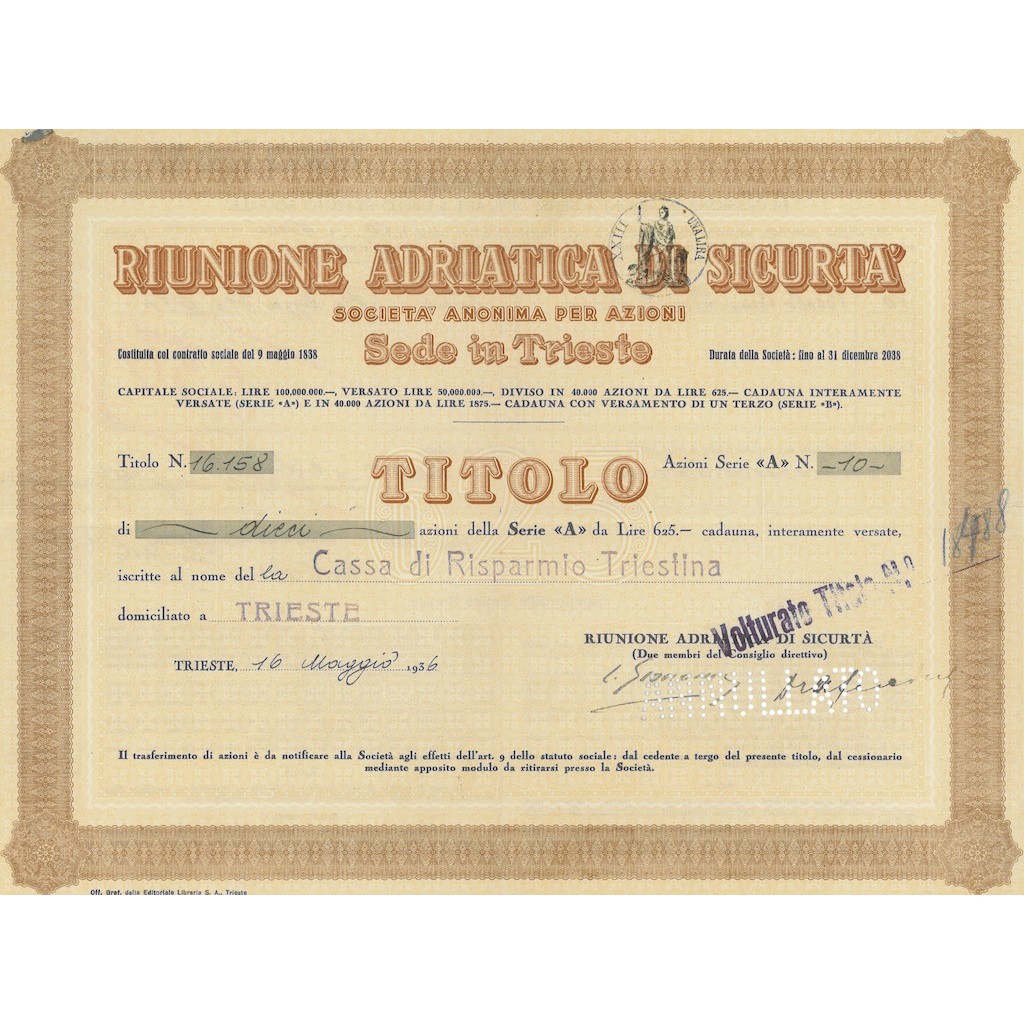 XXIII UNA LIRA
RIUNIONE ADRIATICA DI SICURTA'
SOCIETA' ANONIMA PER AZIONI
Sede in Trieste
Costituita col contratto sociale del 9 maggio 1838
Durata della Società: fino al 31 dicembre 2038
CAPITALE SOCIALE: LIRE 100.000.000.—, VERSATO LIRE 50.000.000.—, DIVISO IN 40.000 AZIONI DA LIRE 625.— CADAUNA INTERAMENTE
VERSATE (SERIE «A») E IN 40.000 AZIONI DA LIRE 1875.— CADAUNA CON VERSAMENTO DI UN TERZO (SERIE «B»).
Titolo N. 16.158
TITOLO
Azioni Serie «A» N. -10-
625
di dieci azioni della Serie «A» da Lire 625.— cadauna, interamente versate,
iscritte al nome del la Cassa di Risparmio Triestina
domiciliato a TRIESTE
Volturato Titolo N.º
RIUNIONE ADRIATICA DI SICURTÀ
(Due membri del Consiglio direttivo)
TRIESTE, 16 Maggio 1936
ANNULLATO
Il trasferimento di azioni è da notificare alla Società agli effetti dell'art. 9 dello statuto sociale: dal cedente a tergo del presente titolo, dal cessionario
mediante apposito modulo da ritirarsi presso la Società.
Off. Graf. della Editoriale Libraria S. A., Trieste